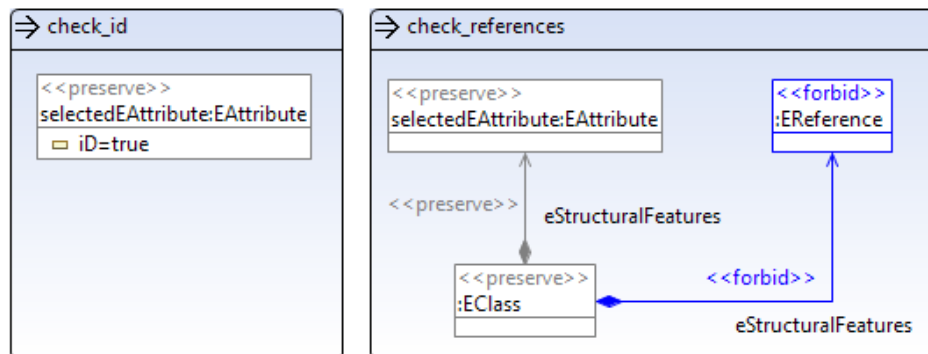 check_id
<<preserve>>
selectedEAttribute:EAttribute
iD=true
check_references
<<preserve>>
selectedEAttribute:EAttribute
<<forbid>>
:EReference
<<preserve>>
eStructuralFeatures
<<preserve>>
:EClass
<<forbid>>
eStructuralFeatures